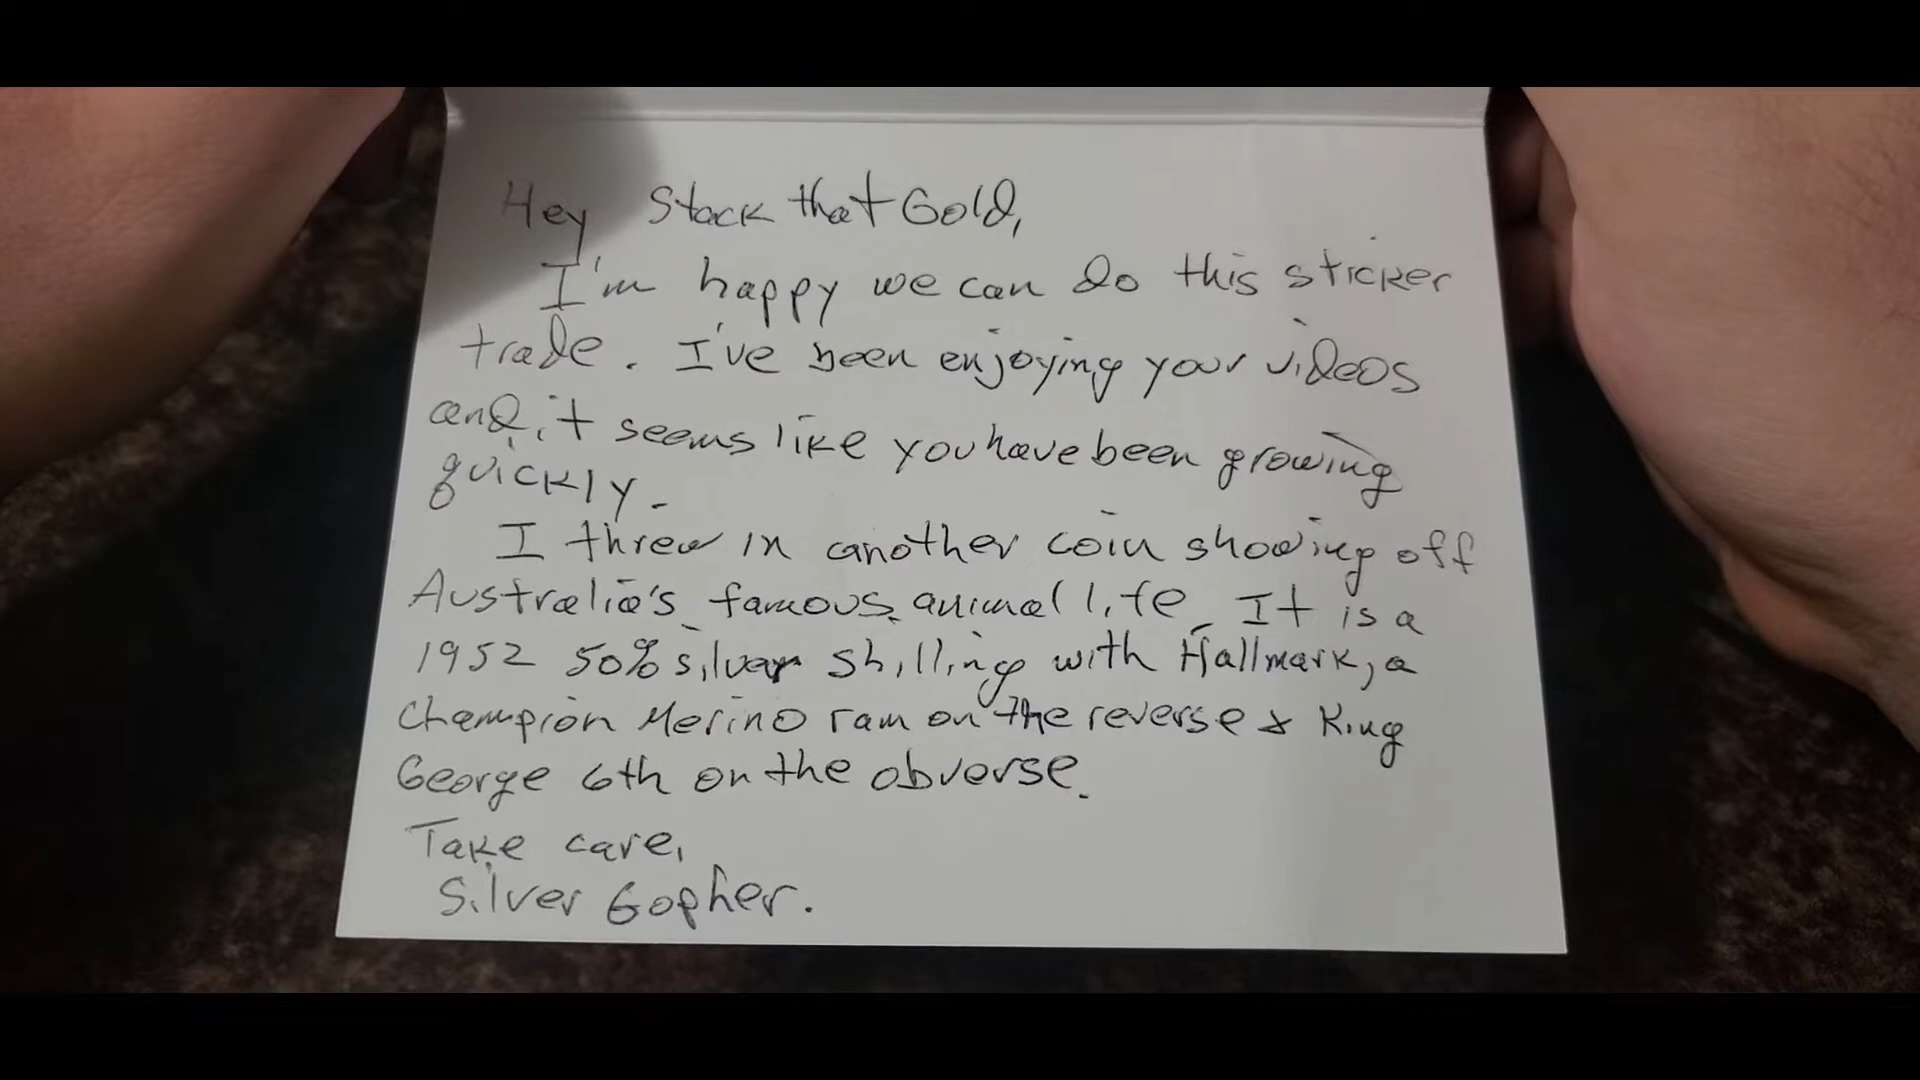 Hey Stack that Gold,
I'm happy we can do this sticker
trade. I've been enjoying your videos
and it seems like you have been growing
quickly.
I threw in another coin showing off
Australia's famous animal life. It is a
1952 50% silver shilling with Hallmark, a
Champion Merino ram on the reverse & King
George 6th on the obverse.
Take care,
Silver Gopher.